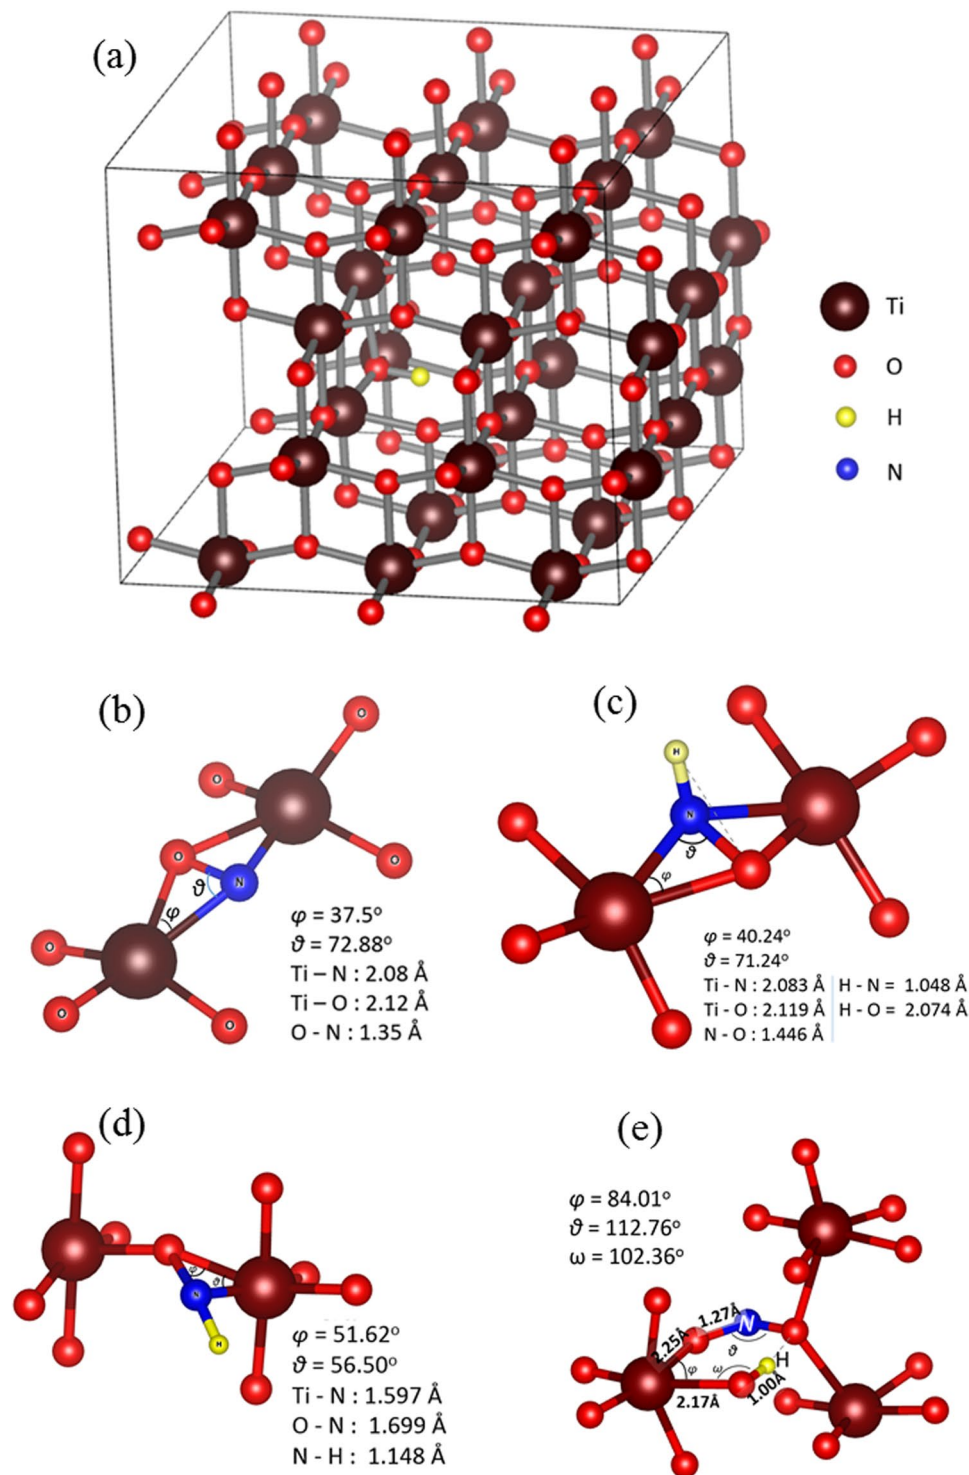 (a)
Ti
O
H
N
(b)
O
O
O
N
O
ϑ
φ
O
O
O
φ = 37.5°
ϑ = 72.88°
Ti – N : 2.08 Å
Ti – O : 2.12 Å
O - N : 1.35 Å
(c)
H
N
ϑ
φ
φ = 40.24°
ϑ = 71.24°
Ti - N : 2.083 Å H - N = 1.048 Å
Ti - O : 2.119 Å H - O = 2.074 Å
N - O : 1.446 Å
(d)
φ
ϑ
N
H
φ = 51.62°
ϑ = 56.50°
Ti - N : 1.597 Å
O - N : 1.699 Å
N - H : 1.148 Å
(e)
φ = 84.01°
ϑ = 112.76°
ω = 102.36°
1.27Å
N
2.25Å
ϑ
φ
ω
H
2.17Å
1.00Å